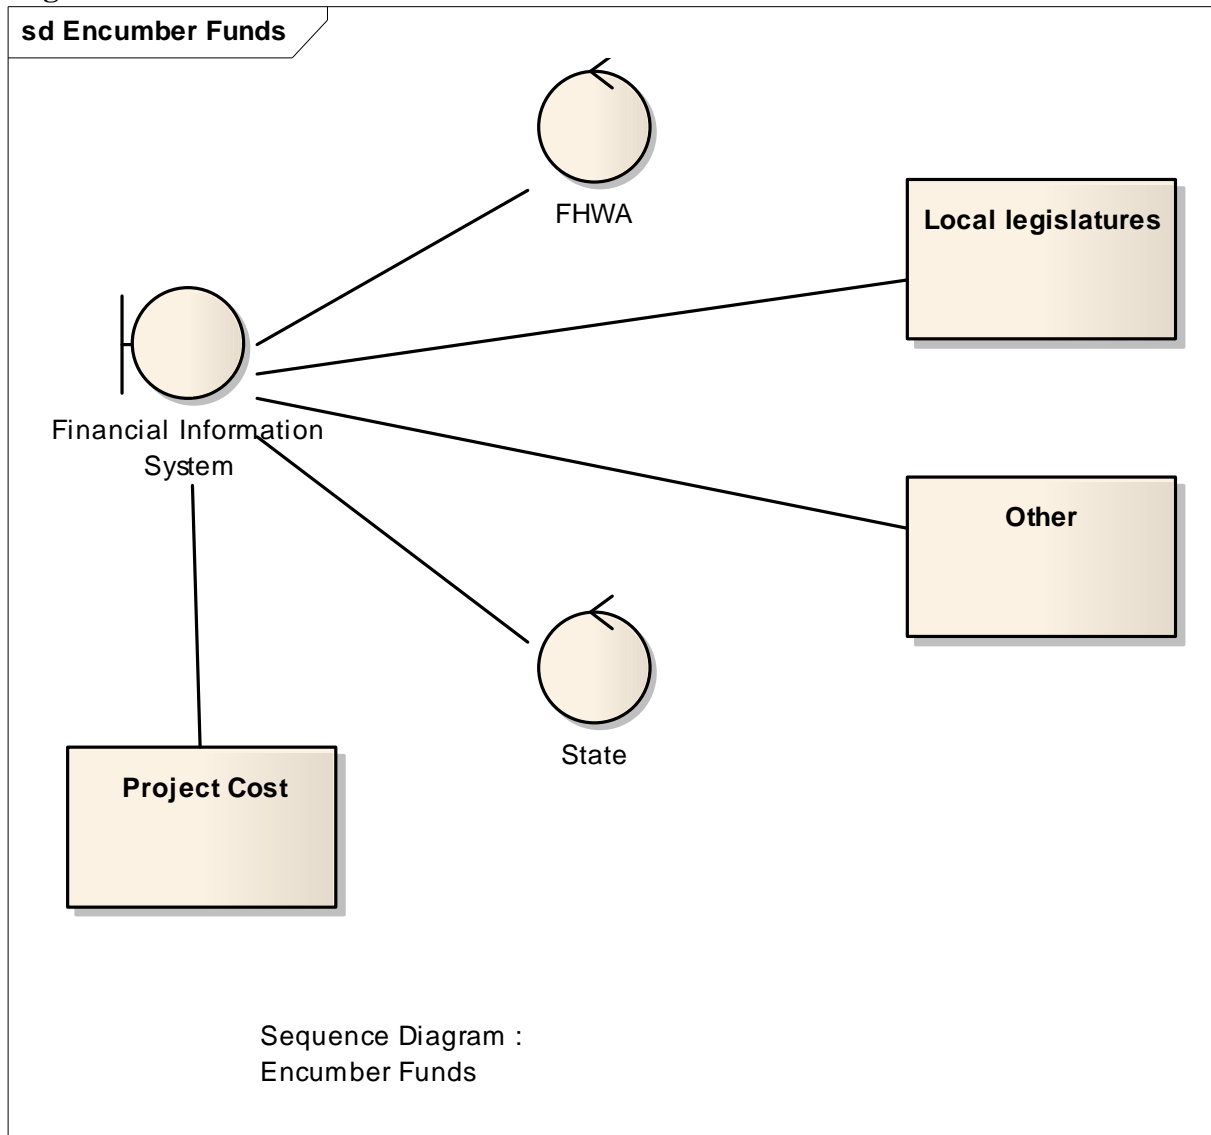 sd Encumber Funds
FHWA
Local legislatures
Financial Information
System
Other
State
Project Cost
Sequence Diagram :
Encumber Funds